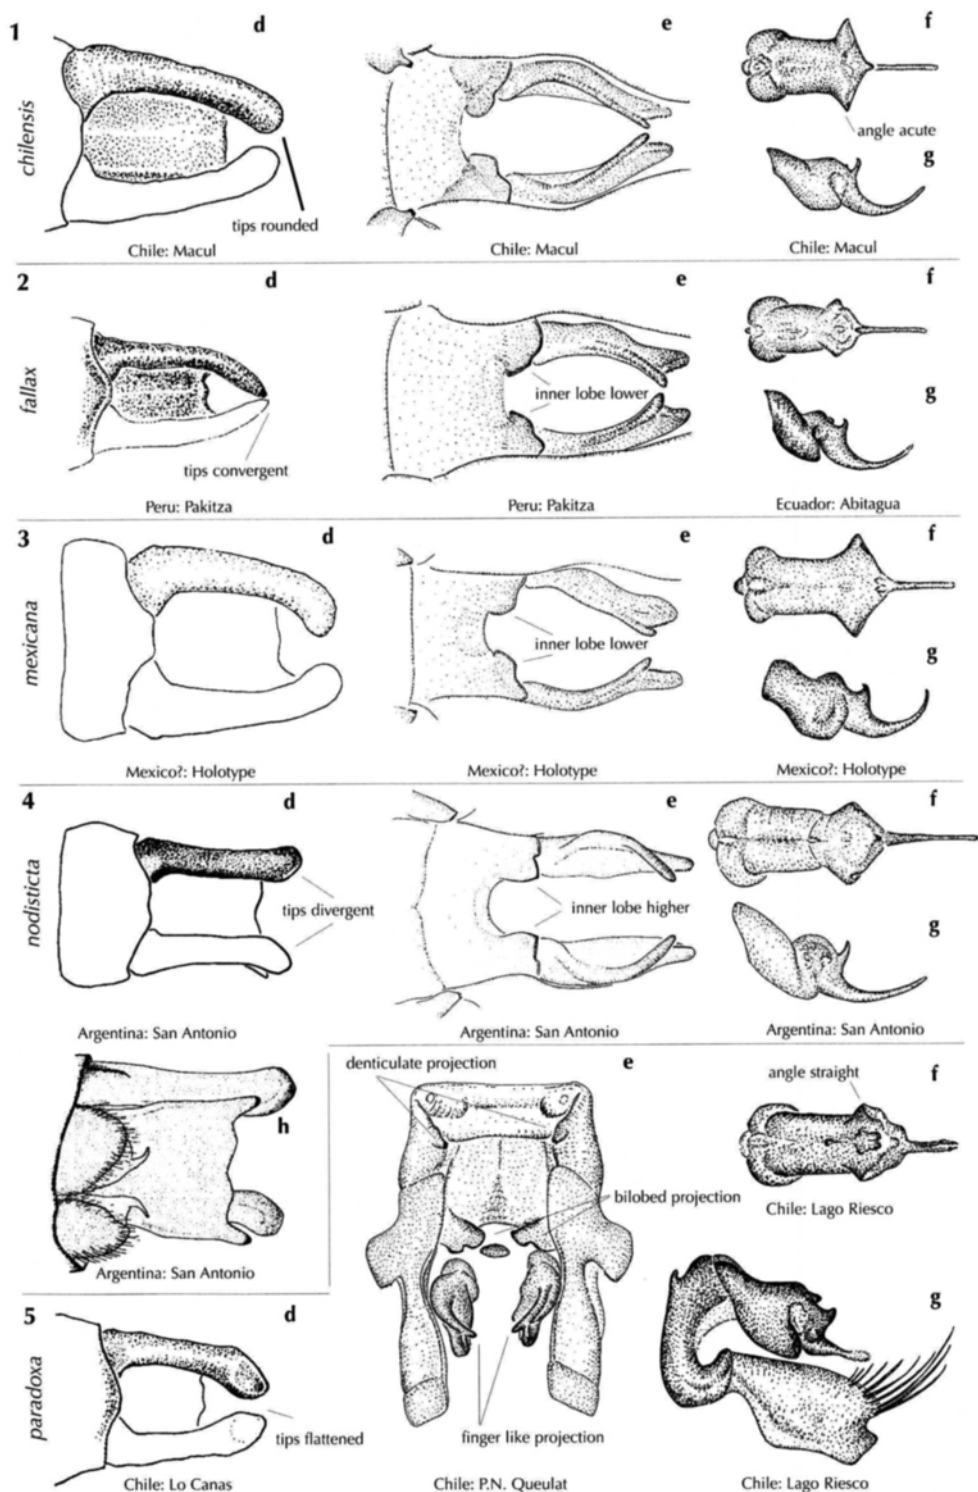 1
d
e
f
chilensis
angle acute
g
tips rounded
Chile: Macul
Chile: Macul
Chile: Macul
2
d
e
f
fallax
inner lobe lower
g
tips convergent
Peru: Pakitza
Peru: Pakitza
Ecuador: Abitagua
3
d
e
f
mexicana
inner lobe lower
g
Mexico?: Holotype
Mexico?: Holotype
Mexico?: Holotype
4
d
e
f
nodisticta
tips divergent
inner lobe higher
g
Argentina: San Antonio
Argentina: San Antonio
Argentina: San Antonio
h
Argentina: San Antonio
denticulate projection
e
angle straight
f
bilobed projection
Chile: Lago Riesco
5
d
g
paradoxa
tips flattened
finger like projection
Chile: Lo Canas
Chile: P.N. Queulat
Chile: Lago Riesco